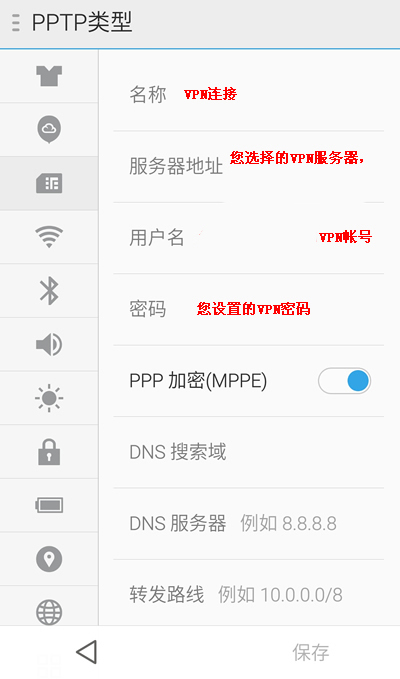 PPTP类型
名称 VPN连接
服务器地址 您选择的VPN服务器，
用户名 VPN帐号
密码 您设置的VPN密码
PPP 加密(MPPE)
DNS 搜索域
DNS 服务器 例如 8.8.8.8
转发路线 例如 10.0.0.0/8
保存